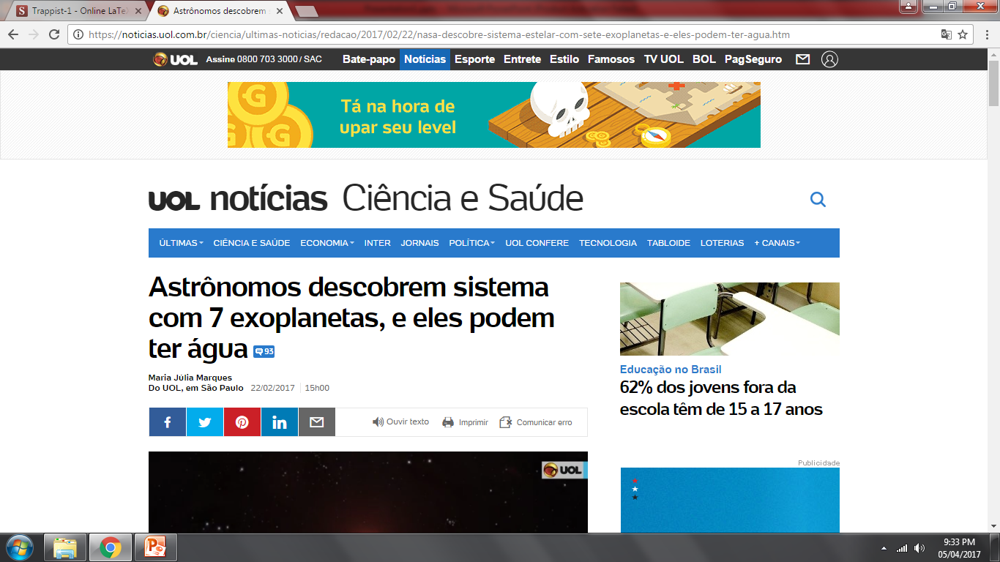 Trappist-1 - Online LaTeX
Astrônomos descobrem
https://noticias.uol.com.br/ciencia/ultimas-noticias/redacao/2017/02/22/nasa-descobre-sistema-estelar-com-sete-exoplanetas-e-eles-podem-ter-agua.htm
UOL Assine 0800 703 3000 / SAC Bate-papo Notícias Esporte Entrete Estilo Famosos TV UOL BOL PagSeguro
Tá na hora de
upar seu level
UOL notícias Ciência e Saúde
ÚLTIMAS CIÊNCIA E SAÚDE ECONOMIA INTER JORNAIS POLÍTICA UOL CONFERE TECNOLOGIA TABLOIDE LOTERIAS + CANAIS
Astrônomos descobrem sistema
com 7 exoplanetas, e eles podem
ter água 93
Maria Júlia Marques
Do UOL, em São Paulo 22/02/2017 15h00
Ouvir texto Imprimir Comunicar erro
UOL
Educação no Brasil
62% dos jovens fora da
escola têm de 15 a 17 anos
Publicidade
9:33 PM
05/04/2017